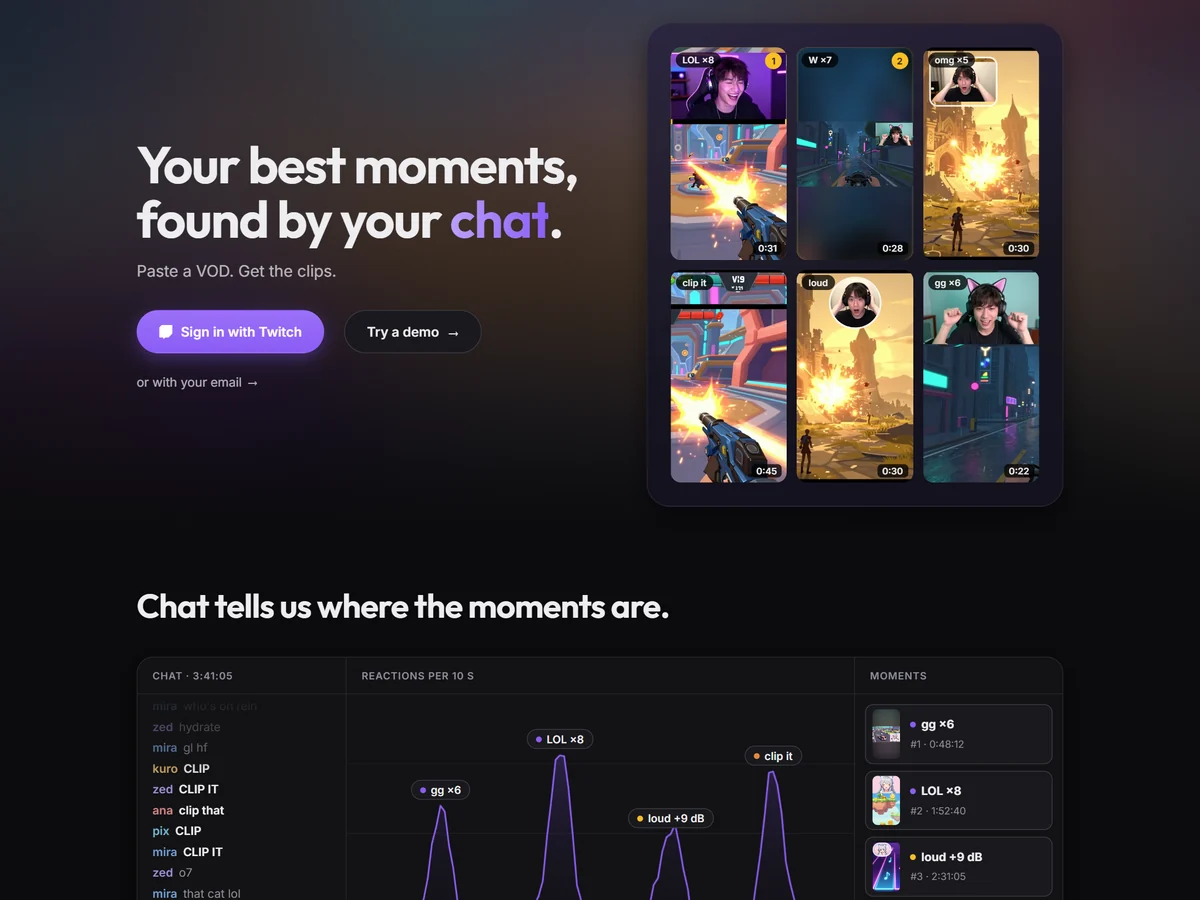 Your best moments,
found by your chat.
Paste a VOD. Get the clips.
Sign in with Twitch
Try a demo →
or with your email →
LOL ×8
1
0:31
W ×7
2
0:28
omg ×5
0:30
clip it
0:45
loud
0:30
gg ×6
0:22
Chat tells us where the moments are.
CHAT · 3:41:05
mira who's on rein
zed hydrate
mira gl hf
kuro CLIP
zed CLIP IT
ana clip that
pix CLIP
mira CLIP IT
zed o7
mira that cat lol
REACTIONS PER 10 S
gg ×6
LOL ×8
loud +9 dB
clip it
MOMENTS
gg ×6
#1 · 0:48:12
LOL ×8
#2 · 1:52:40
loud +9 dB
#3 · 2:31:05